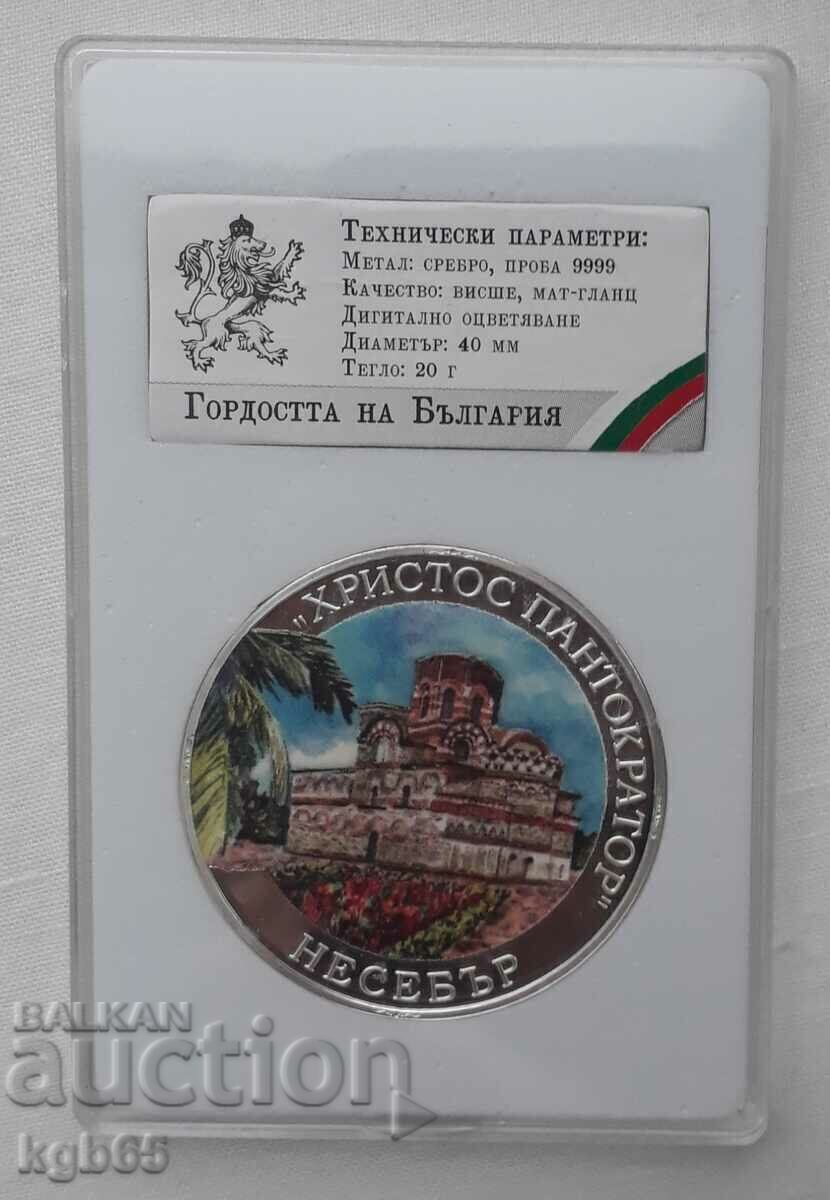 Технически параметри:
Метал: сребро, проба 9999
Качество: висше, мат-гланц
Дигитално оцветяване
Диаметър: 40 мм
Тегло: 20 г
Гордостта на България
"ХРИСТОС ПАНТОКРАТОР"
НЕСЕБЪР
BALKAN
auction
kgb65